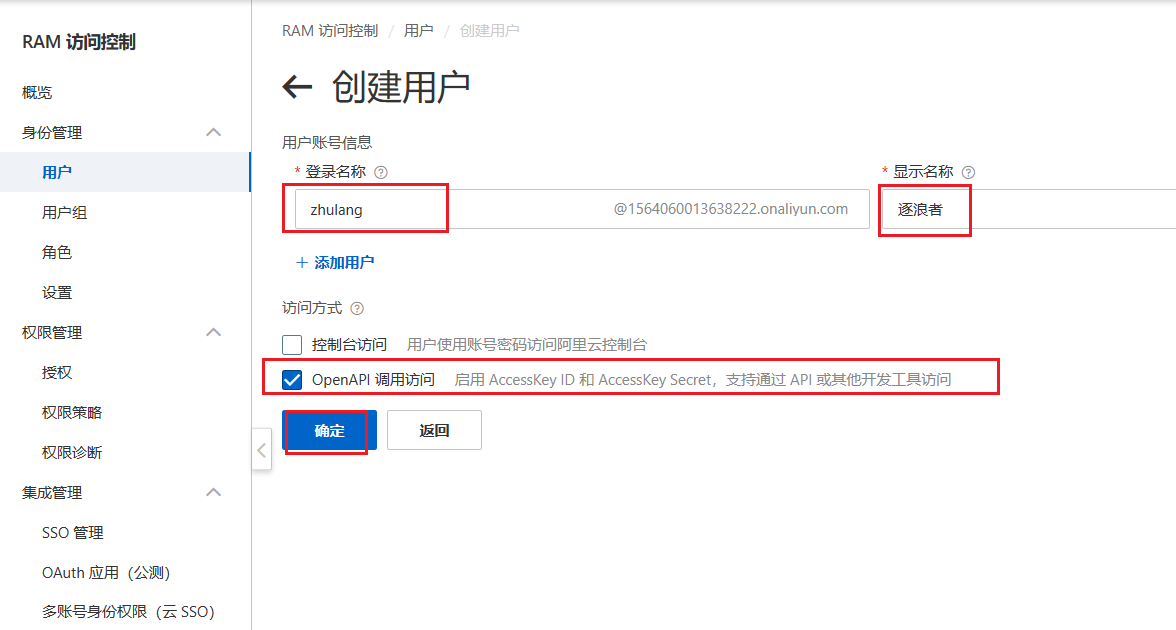 RAM 访问控制
概览
身份管理
用户
用户组
角色
设置
权限管理
授权
权限策略
权限诊断
集成管理
SSO 管理
OAuth 应用（公测）
多账号身份权限（云 SSO）
RAM 访问控制 / 用户 / 创建用户
← 创建用户
用户账号信息
* 登录名称 ? * 显示名称 ?
zhulang @1564060013638222.onaliyun.com 逐浪者
+ 添加用户
访问方式 ?
控制台访问 用户使用账号密码访问阿里云控制台
OpenAPI 调用访问 启用 AccessKey ID 和 AccessKey Secret，支持通过 API 或其他开发工具访问
确定 返回